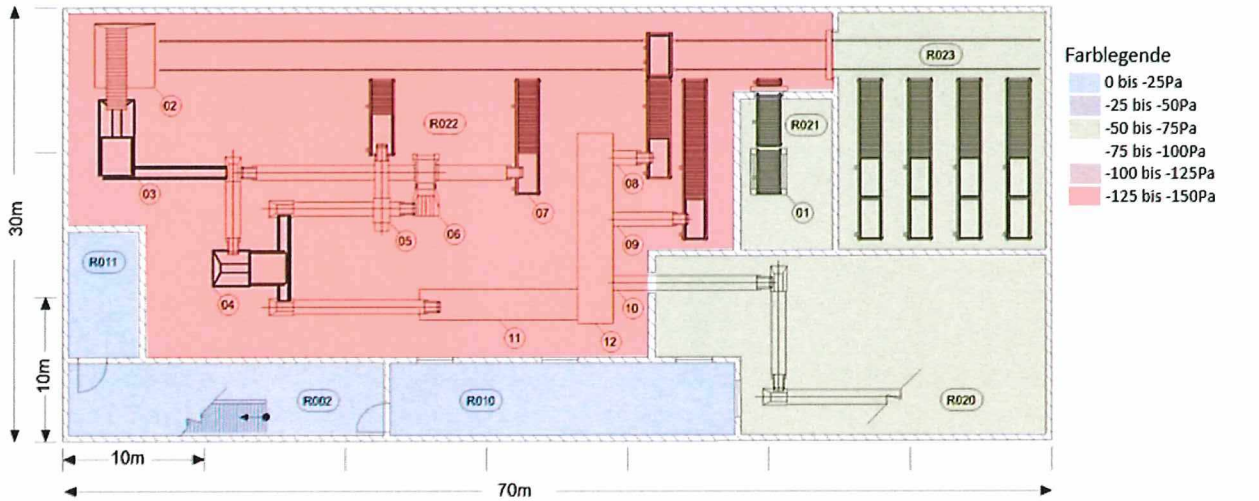 R023
Farblegende
0 bis -25Pa
-25 bis -50Pa
-50 bis -75Pa
-75 bis -100Pa
-100 bis -125Pa
-125 bis -150Pa
02
R022
R021
03
08
07
01
05
06
09
30m
R011
04
10
11
12
10m
R002
R010
R020
10m
70m